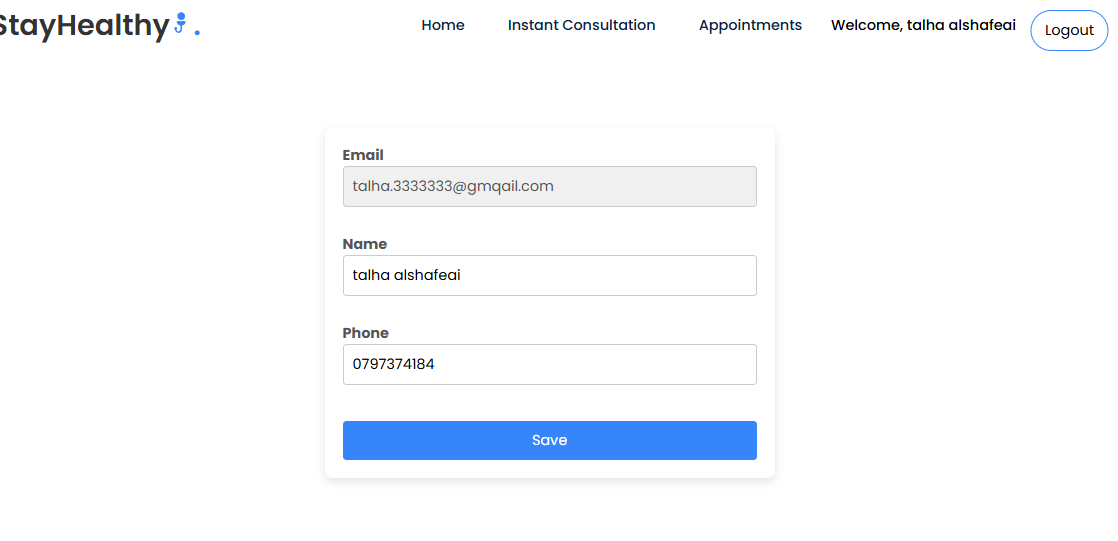 StayHealthy .
Home Instant Consultation Appointments Welcome, talha alshafeai Logout
Email
talha.3333333@gmqail.com
Name
talha alshafeai
Phone
0797374184
Save